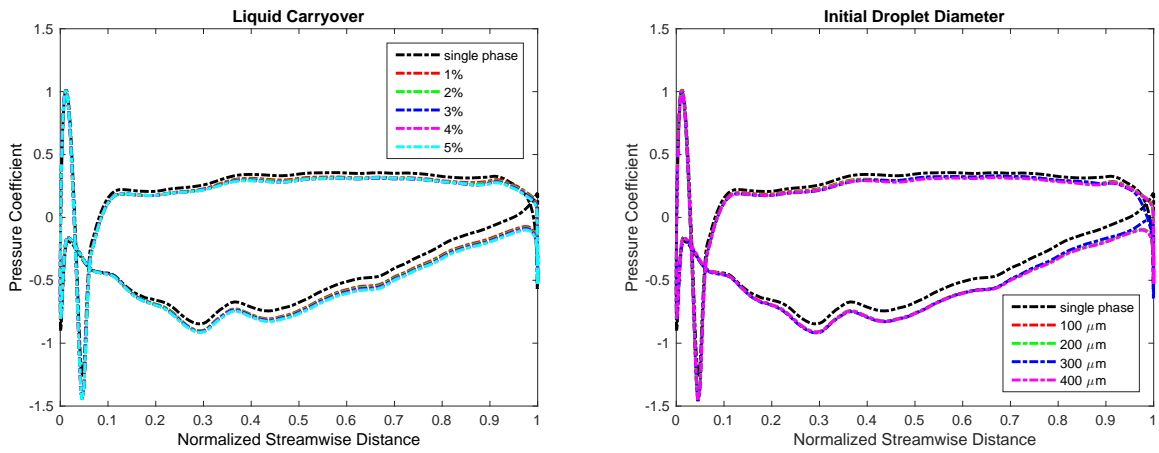 Liquid Carryover
1.5
1
0.5
0
-0.5
-1
-1.5
Pressure Coefficient
single phase
1%
2%
3%
4%
5%
0 0.1 0.2 0.3 0.4 0.5 0.6 0.7 0.8 0.9 1
Normalized Streamwise Distance
Initial Droplet Diameter
1.5
1
0.5
0
-0.5
-1
-1.5
Pressure Coefficient
single phase
100 μm
200 μm
300 μm
400 μm
0 0.1 0.2 0.3 0.4 0.5 0.6 0.7 0.8 0.9 1
Normalized Streamwise Distance